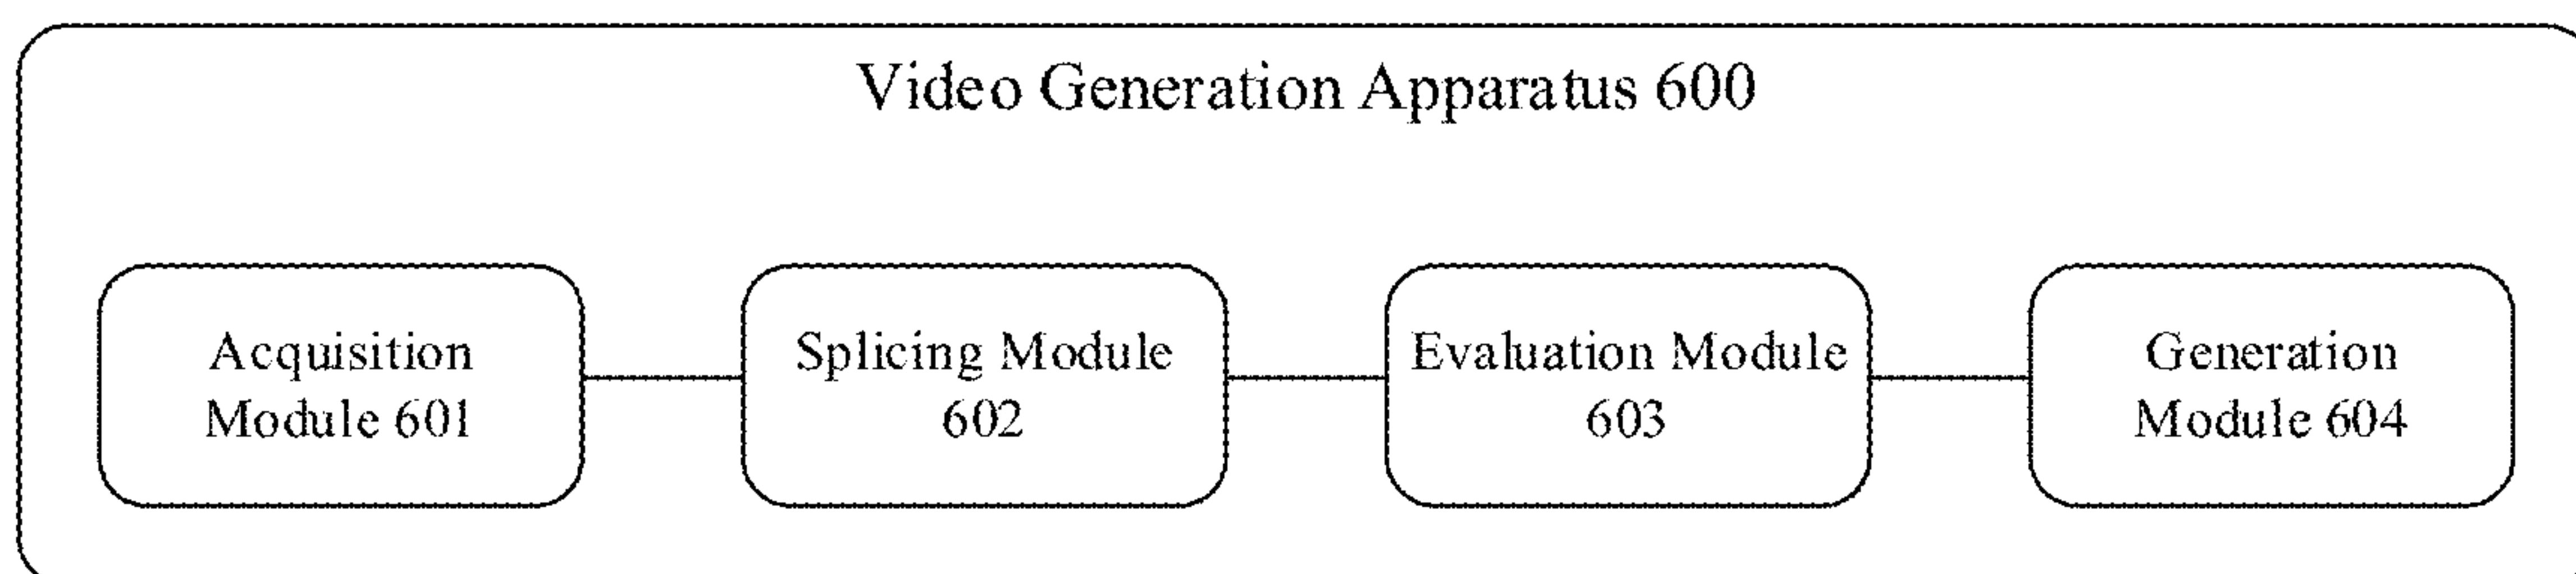 Video Generation Apparatus 600
Acquisition
Module 601
Splicing Module
602
Evaluation Module
603
Generation
Module 604